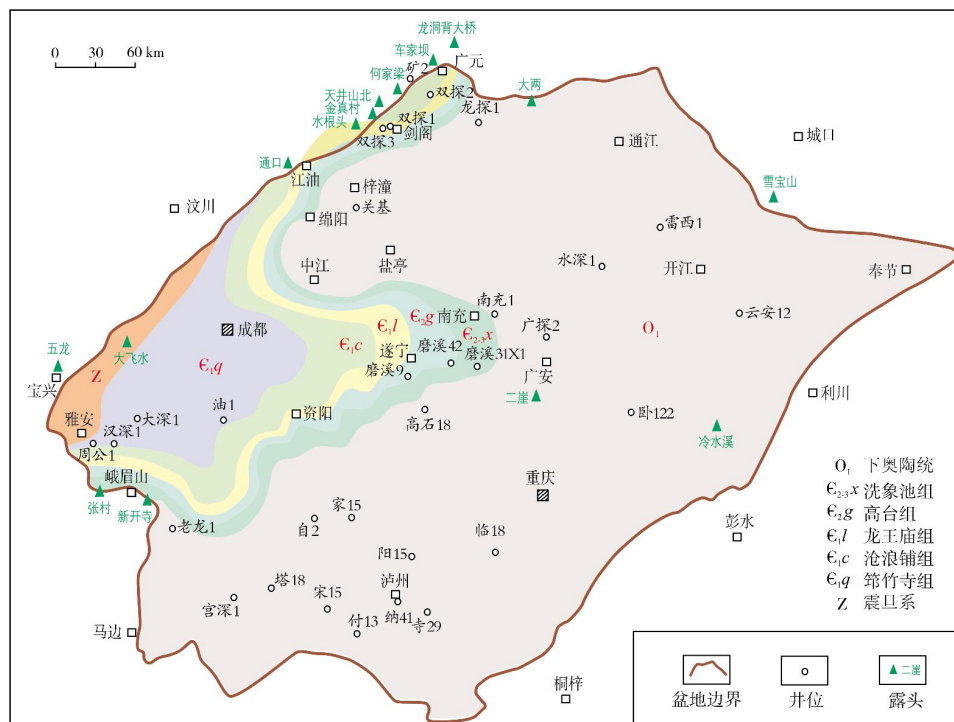 龙洞背大桥
0 30 60 km
车家坝
广元
矿2
何家梁
双探2
大两
天井山北
金真村
龙探1
水根头
双探1
剑阁
双探3
通江
城口
通口
江油
梓潼
雪宝山
关基
汶川
绵阳
雷西1
盐亭
中江
水深1
开江
奉节
南充1
成都
Є₂g
南充
云安12
Є₁l
广探2
O₁
Є₁q
Є₁c
Є₂₋₃x
大飞水
遂宁
磨溪42
磨溪31X1
五龙
Z
磨溪9
广安
宝兴
二崖
利川
大深1
油1
资阳
高石18
卧122
雅安
冷水溪
汉深1
周公1
峨眉山
重庆
张村
新开寺
老龙1
家15
自2
临18
彭水
阳15
塔18
泸州
宫深1
宋15
纳41
寺29
付13
马边
桐梓
O₁ 下奥陶统
Є₂₋₃x 洗象池组
Є₂g 高台组
Є₁l 龙王庙组
Є₁c 沧浪铺组
Є₁q 筇竹寺组
Z 震旦系
二崖
盆地边界 井位 露头